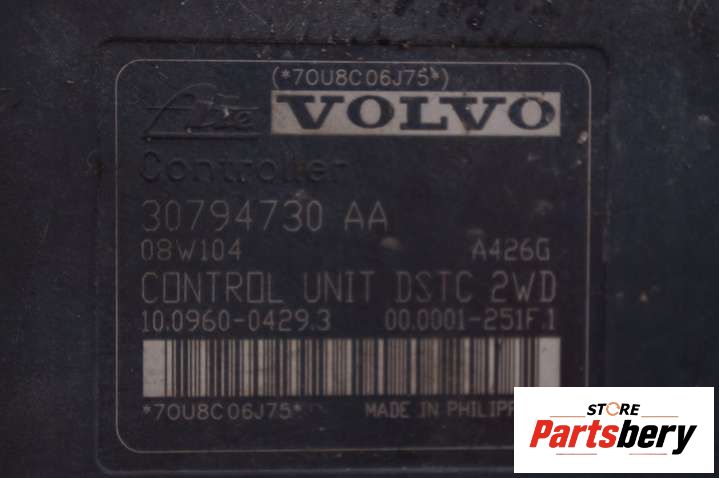 (*70U8C06J75*)
Ate VOLVO
Controller
30794730 AA
08W104 A426G
CONTROL UNIT DSTC 2WD
10.0960-0429.3 00.0001-251F.1
*70U8C06J75* MADE IN
STORE
Partsbery